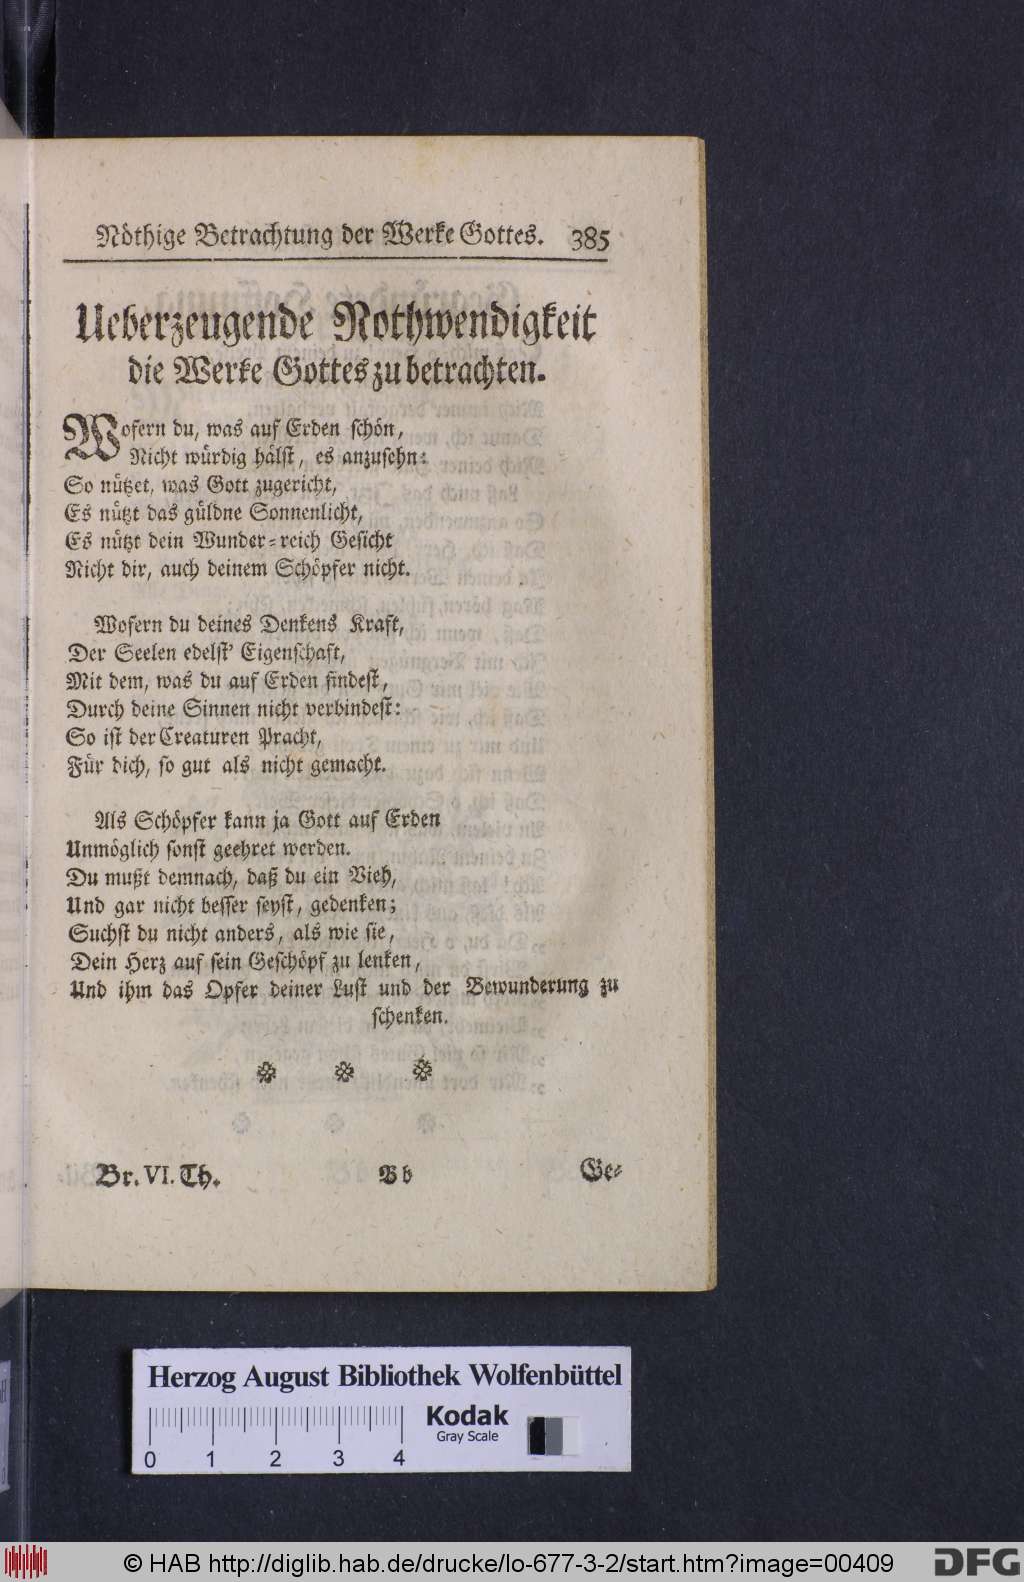 Nöthige Betrachtung der Werke Gottes. 385
Ueberzeugende Nothwendigkeit
die Werke Gottes zu betrachten.
Wofern du, was auf Erden schön,
Nicht würdig hälst, es anzusehn:
So nützet, was Gott zugericht,
Es nützt das güldne Sonnenlicht,
Es nützt dein Wunder-reich Gesicht
Nicht dir, auch deinem Schöpfer nicht.
Wofern du deines Denkens Kraft,
Der Seelen edelst' Eigenschaft,
Mit dem, was du auf Erden findest,
Durch deine Sinnen nicht verbindest:
So ist der Creaturen Pracht,
Für dich, so gut als nicht gemacht.
Als Schöpfer kann ja Gott auf Erden
Unmöglich sonst geehret werden.
Du mußt demnach, daß du ein Vieh,
Und gar nicht besser seyst, gedenken;
Suchst du nicht anders, als wie sie,
Dein Herz auf sein Geschöpf zu lenken,
Und ihm das Opfer deiner Lust und der Bewunderung zu
schenken.
Br. VI. Th. Bb Ge-
Herzog August Bibliothek Wolfenbüttel
Kodak
Gray Scale
0 1 2 3 4
© HAB http://diglib.hab.de/drucke/lo-677-3-2/start.htm?image=00409
DFG